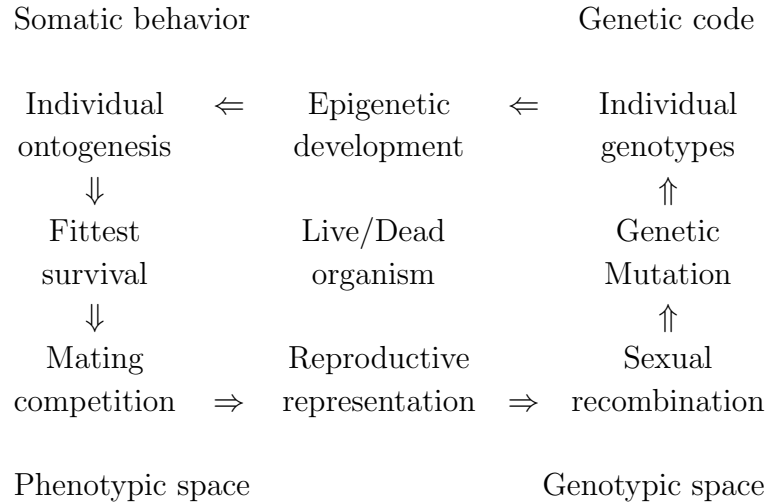 Somatic behavior Genetic code
Individual ⇐ Epigenetic ⇐ Individual
ontogenesis development genotypes
⇓ ⇑
Fittest Live/Dead Genetic
survival organism Mutation
⇓ ⇑
Mating Reproductive Sexual
competition ⇒ representation ⇒ recombination
Phenotypic space Genotypic space